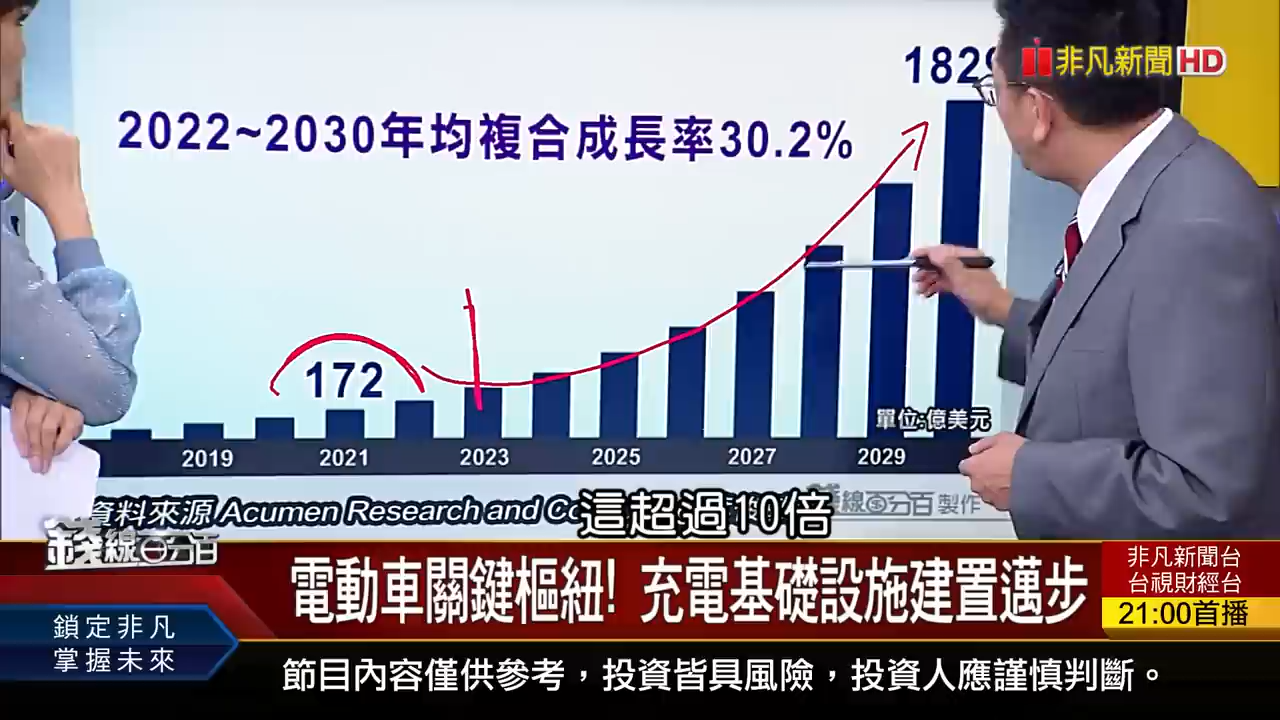 1829
非凡新聞HD
2022~2030年均複合成長率30.2%
172
單位:億美元
2019 2021 2023 2025 2027 2029
資料來源 Acumen Research and
錢線百分百 製作
這超過10倍
錢線百分百
電動車關鍵樞紐! 充電基礎設施建置邁步
非凡新聞台
台視財經台
21:00首播
鎖定非凡
掌握未來
節目內容僅供參考，投資皆具風險，投資人應謹慎判斷。